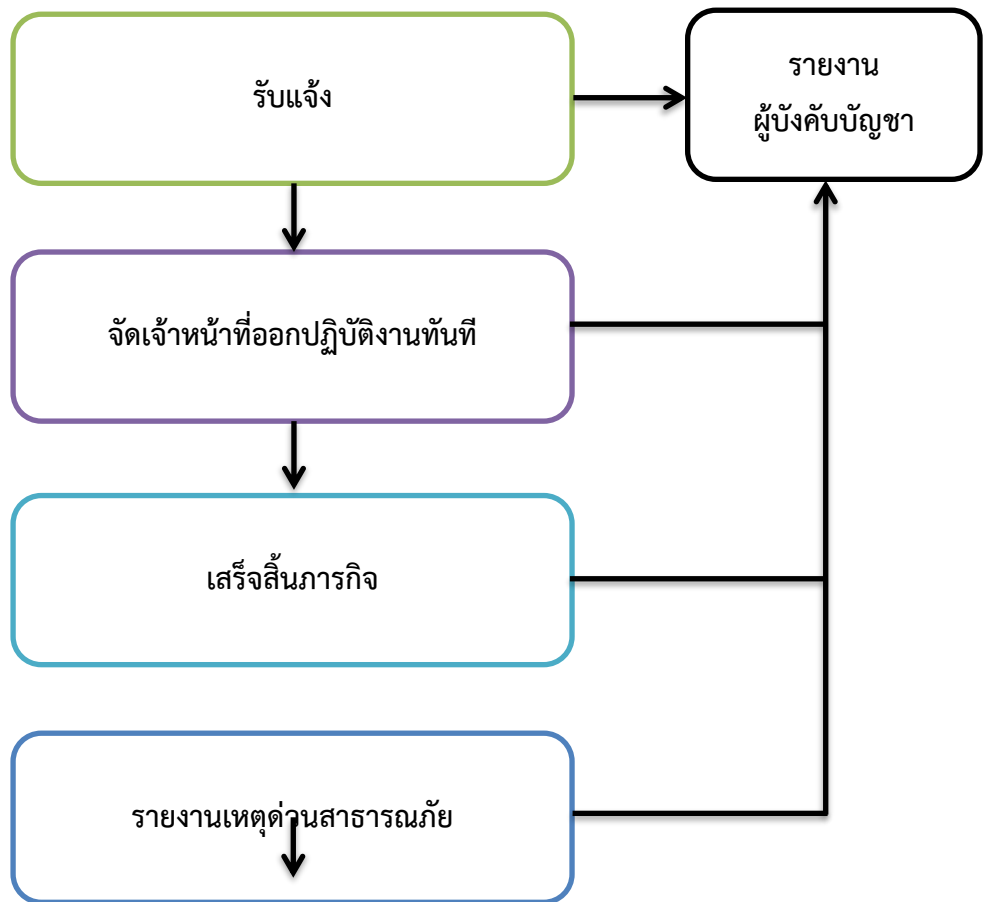 รับแจ้ง
รายงาน
ผู้บังคับบัญชา
จัดเจ้าหน้าที่ออกปฏิบัติงานทันที
เสร็จสิ้นภารกิจ
รายงานเหตุด่วนสาธารณภัย